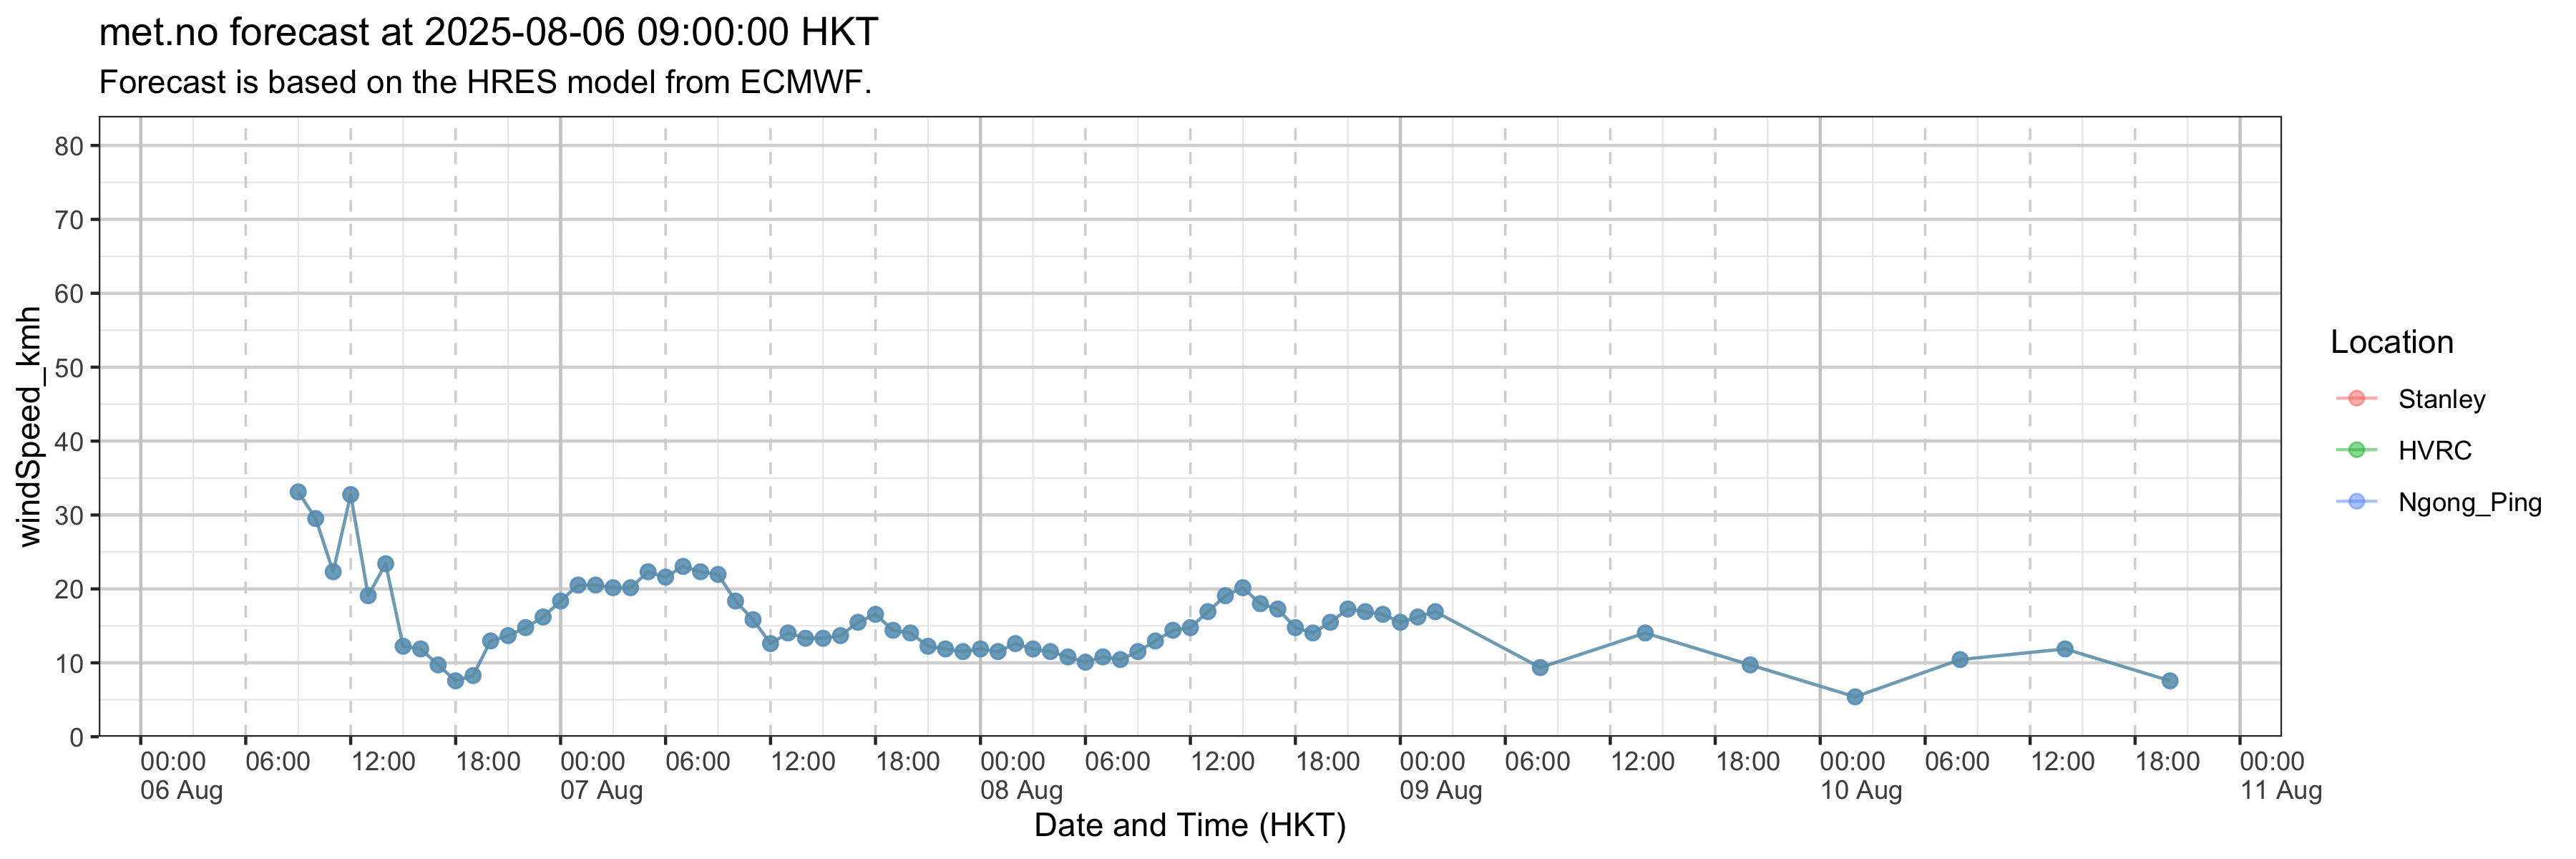 met.no forecast at 2025-08-06 09:00:00 HKT
Forecast is based on the HRES model from ECMWF.
windSpeed_kmh
80
70
60
50
40
30
20
10
0
00:00 06:00 12:00 18:00 00:00 06:00 12:00 18:00 00:00 06:00 12:00 18:00 00:00 06:00 12:00 18:00 00:00 06:00 12:00 18:00 00:00
06 Aug 07 Aug 08 Aug 09 Aug 10 Aug 11 Aug
Date and Time (HKT)
Location
Stanley
HVRC
Ngong_Ping